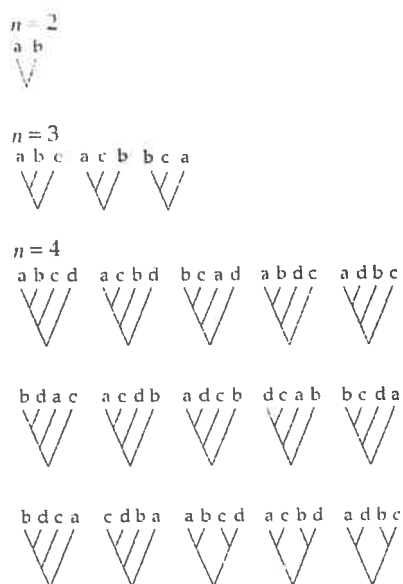 n = 2
a b
n = 3
a b c a c b b c a
n = 4
a b c d a c b d b c a d a b d c a d b c
b d a c a c d b a d c b d c a b b c d a
b d c a c d b a a b c d a c b d a d b c